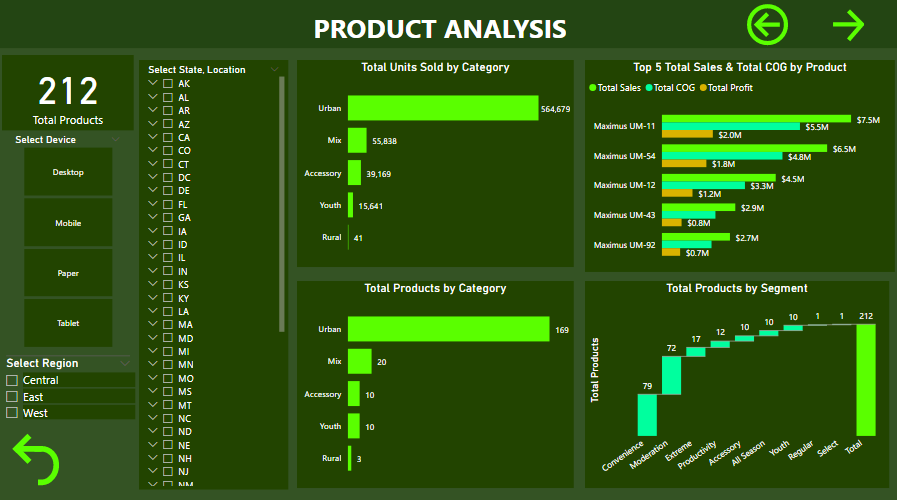 PRODUCT ANALYSIS
212
Total Products
Select Device
Desktop
Mobile
Paper
Tablet
Select Region
Central
East
West
Select State, Location
AK
AL
AR
AZ
CA
CO
CT
DC
DE
FL
GA
IA
ID
IL
IN
KS
KY
LA
MA
MD
MI
MN
MO
MS
MT
NC
ND
NE
NH
NJ
NM
Total Units Sold by Category
Urban 564,679
Mix 55,838
Accessory 39,169
Youth 15,641
Rural 41
Top 5 Total Sales & Total COG by Product
Total Sales Total COG Total Profit
Maximus UM-11 $7.5M
$5.5M
$2.0M
Maximus UM-54 $6.5M
$4.8M
$1.8M
Maximus UM-12 $4.5M
$3.3M
$1.2M
Maximus UM-43 $2.9M
$0.8M
Maximus UM-92 $2.7M
$0.7M
Total Products by Category
Urban 169
Mix 20
Accessory 10
Youth 10
Rural 3
Total Products by Segment
Total Products
79 72 17 12 10 10 10 1 1 212
Convenience Moderation Extreme Productivity Accessory All Season Youth Regular Select Total